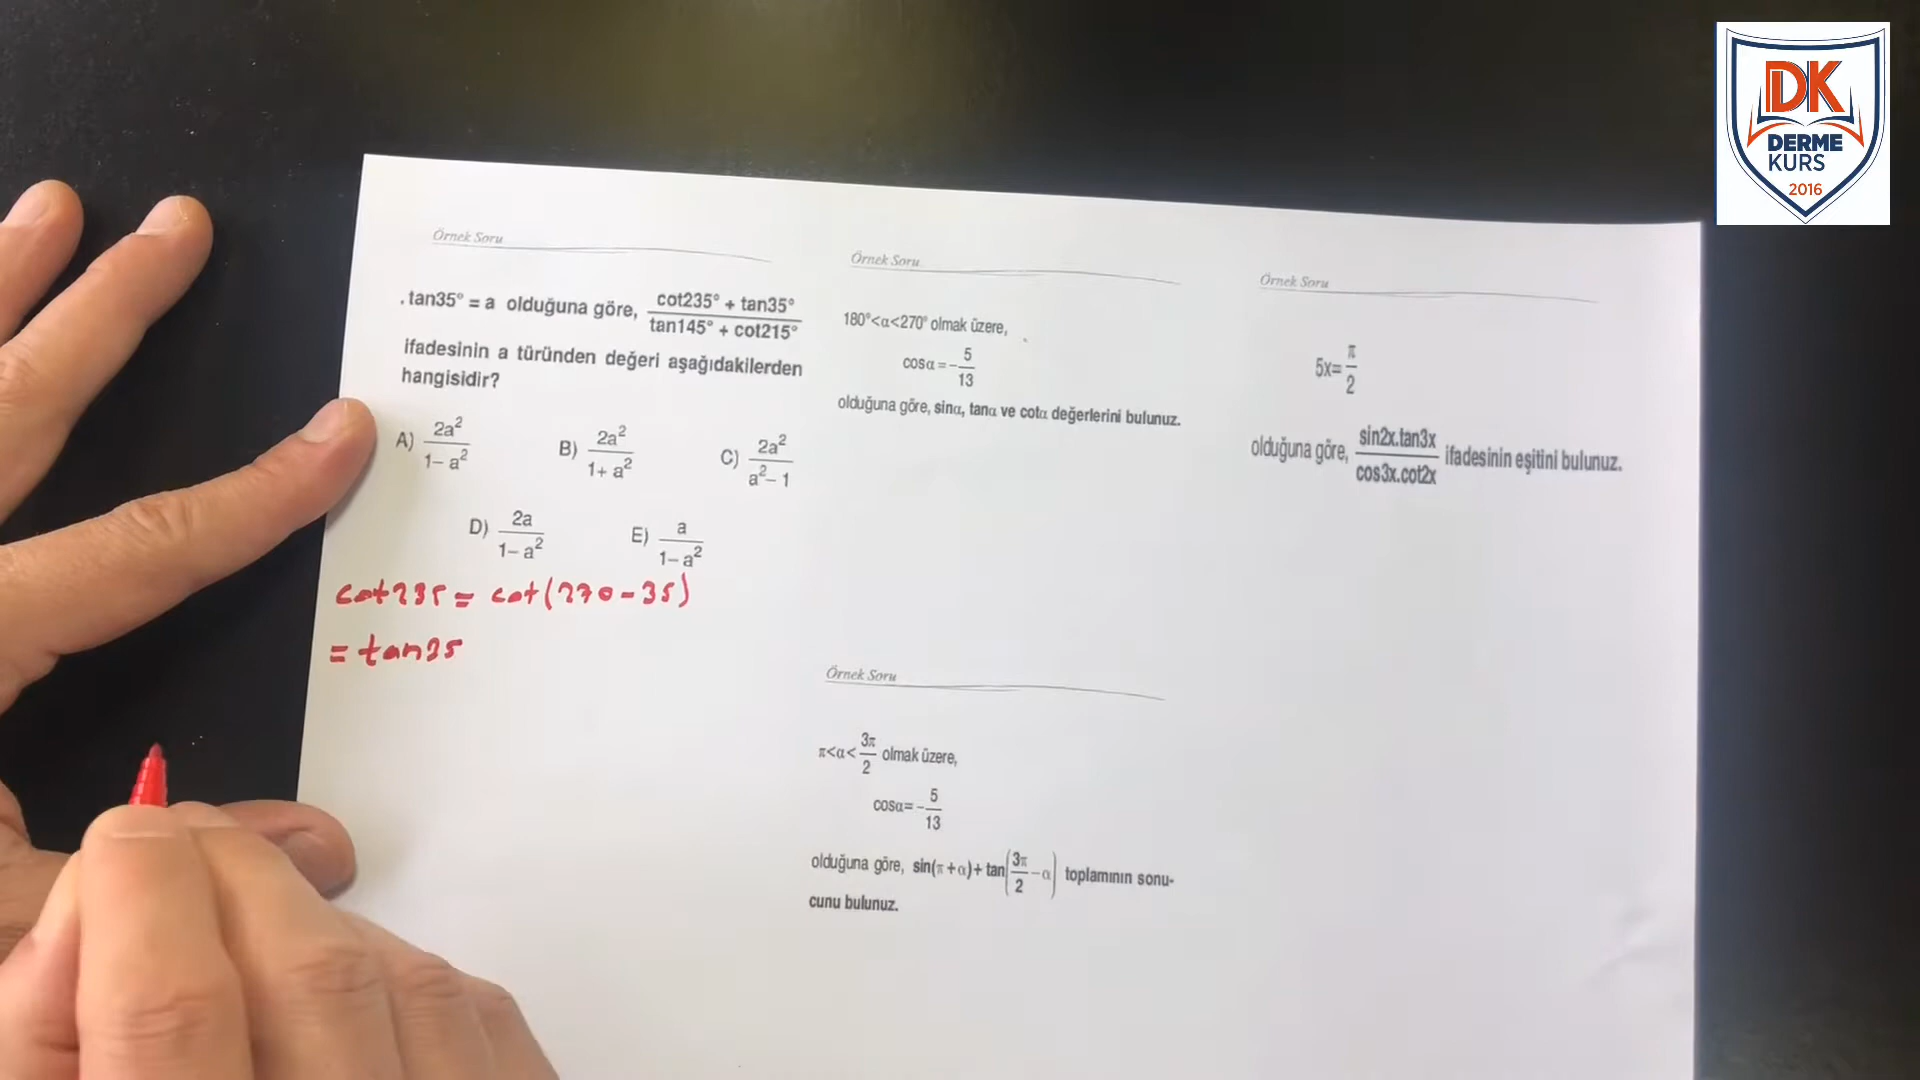 DK
DERME
KURS
2016
Örnek Soru
. tan35° = a olduğuna göre, cot235° + tan35° / tan145° + cot215°
ifadesinin a türünden değeri aşağıdakilerden
hangisidir?
A) 2a² / 1– a² B) 2a² / 1+ a² C) 2a² / a²– 1
D) 2a / 1– a² E) a / 1– a²
cot235 = cot(270-35)
= tan35
Örnek Soru
180°<α<270° olmak üzere,
cosα = – 5 / 13
olduğuna göre, sinα, tanα ve cotα değerlerini bulunuz.
Örnek Soru
π<α< 3π / 2 olmak üzere,
cosα= – 5 / 13
olduğuna göre, sin(π+α)+ tan(3π / 2 – α) toplamının sonu-
cunu bulunuz.
Örnek Soru
5x= π / 2
olduğuna göre, sin2x.tan3x / cos3x.cot2x ifadesinin eşitini bulunuz.